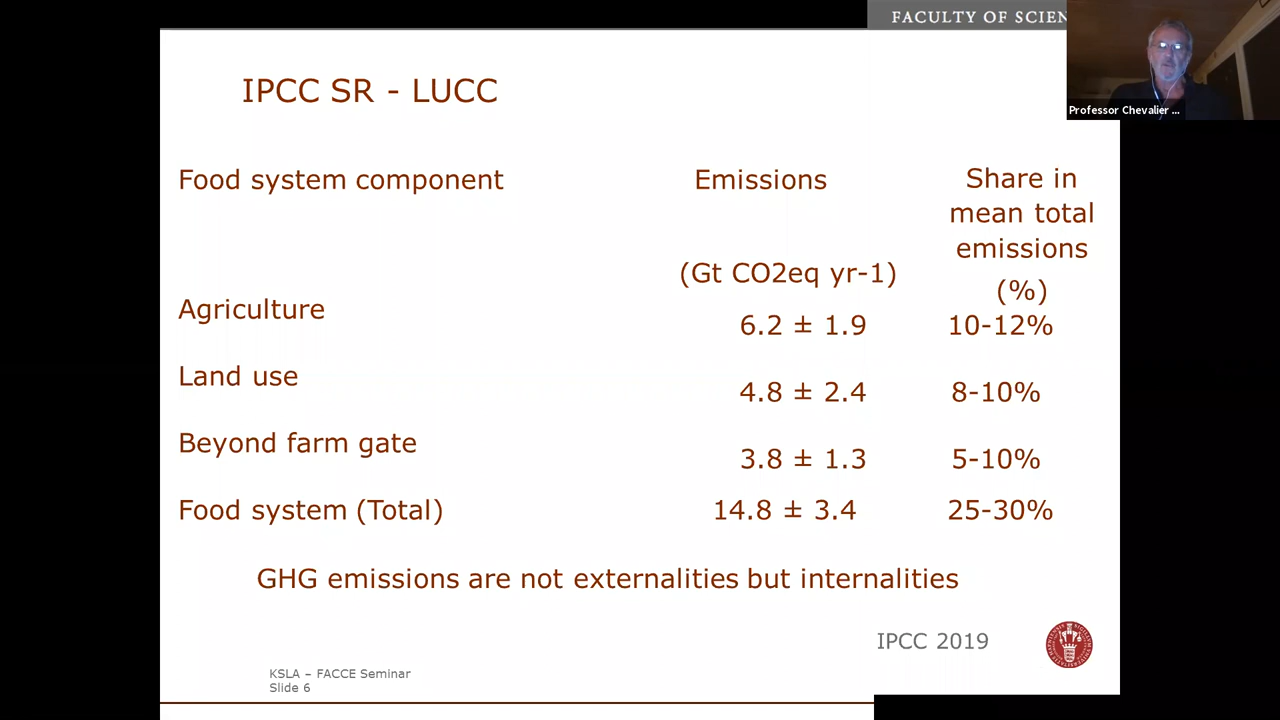 FACULTY OF SCIEN
Professor Chevalier ...
IPCC SR - LUCC
Food system component Emissions Share in
mean total
emissions
(Gt CO2eq yr-1) (%)
Agriculture 6.2 ± 1.9 10-12%
Land use 4.8 ± 2.4 8-10%
Beyond farm gate 3.8 ± 1.3 5-10%
Food system (Total) 14.8 ± 3.4 25-30%
GHG emissions are not externalities but internalities
IPCC 2019
KSLA – FACCE Seminar
Slide 6